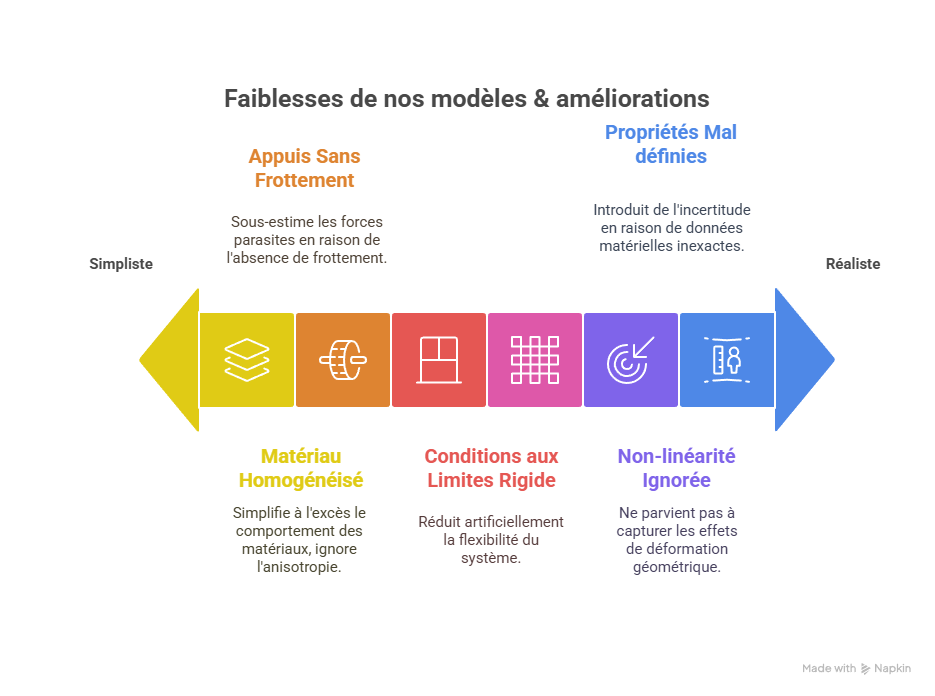 Faiblesses de nos modèles & améliorations
Propriétés Mal
définies
Appuis Sans
Frottement
Introduit de l'incertitude
en raison de données
matérielles inexactes.
Sous-estime les forces
parasites en raison de
l'absence de frottement.
Simpliste
Réaliste
Matériau
Homogénéisé
Simplifie à l'excès le
comportement des
matériaux, ignore
l'anisotropie.
Conditions aux
Limites Rigide
Réduit artificiellement
la flexibilité du
système.
Non-linéarité
Ignorée
Ne parvient pas à
capturer les effets
de déformation
géométrique.
Made with Napkin